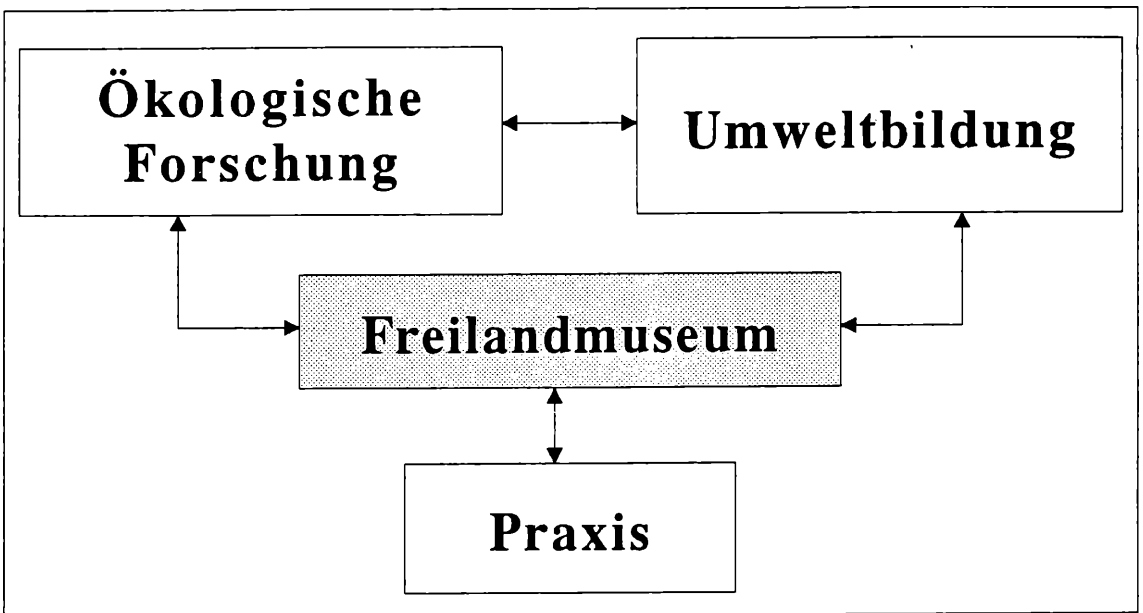 Ökologische
Forschung
Umweltbildung
Freilandmuseum
Praxis